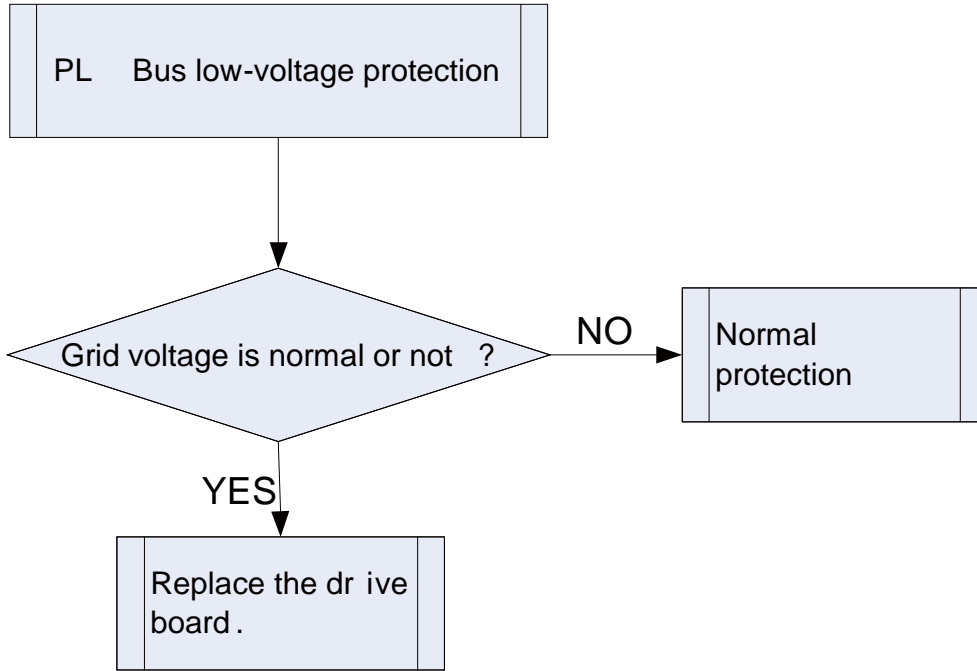 PL Bus low-voltage protection
Grid voltage is normal or not ?
NO
Normal
protection
YES
Replace the dr ive
board .